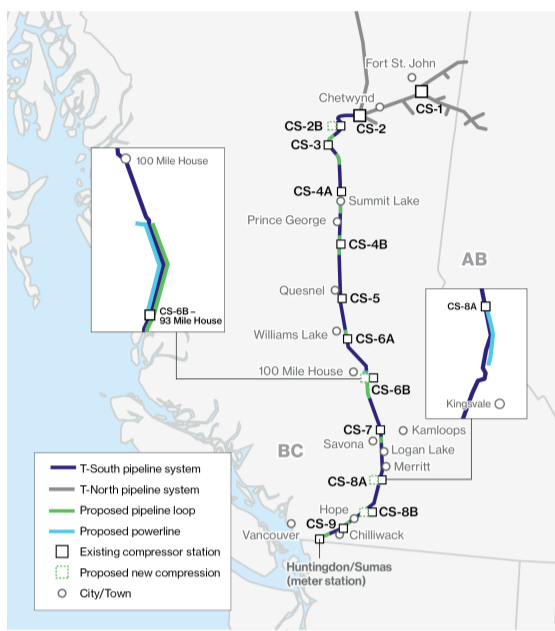 Fort St. John
Chetwynd
CS-1
CS-2B
CS-2
CS-3
100 Mile House
CS-4A
Summit Lake
Prince George
CS-4B
AB
Quesnel
CS-5
CS-8A
CS-6B –
93 Mile House
Williams Lake
CS-6A
100 Mile House
CS-6B
Kingsvale
CS-7
Kamloops
Savona
BC
Logan Lake
Merritt
CS-8A
T-South pipeline system
T-North pipeline system
Proposed pipeline loop
Proposed powerline
Existing compressor station
Proposed new compression
City/Town
Hope
CS-8B
CS-9
Vancouver
Chilliwack
Huntingdon/Sumas
(meter station)